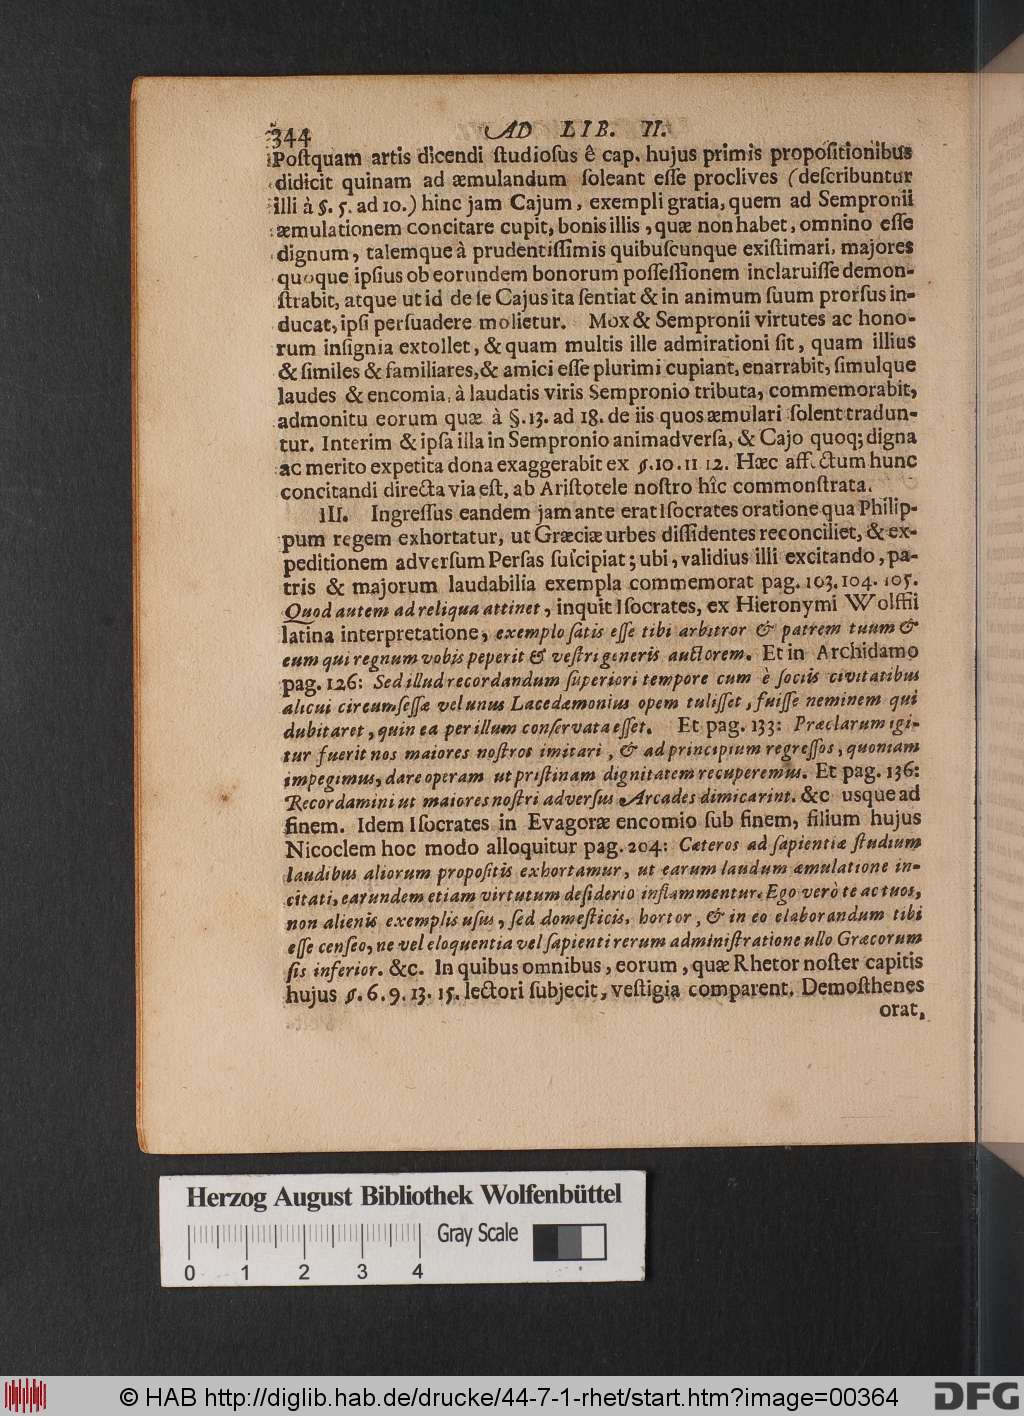 344 AD LIB. II.
Poſtquam artis dicendi ſtudioſus ê cap. hujus primis propoſitionibus
didicit quinam ad æmulandum ſoleant eſſe proclives (deſcribuntur
illi à §. 5. ad 10.) hinc jam Cajum, exempli gratia, quem ad Sempronii
æmulationem concitare cupit, bonis illis, quæ non habet, omnino eſſe
dignum, talemque à prudentiſſimis quibuſcunque exiſtimari, majores
quoque ipſius ob eorundem bonorum poſſeſſionem inclaruiſſe demon-
ſtrabit, atque ut id de ſe Cajus ita ſentiat & in animum ſuum prorſus in-
ducat, ipſi perſuadere molietur. Mox & Sempronii virtutes ac hono-
rum inſignia extollet, & quam multis ille admirationi ſit, quam illius
& ſimiles & familiares, & amici eſſe plurimi cupiant, enarrabit, ſimulque
laudes & encomia, à laudatis viris Sempronio tributa, commemorabit,
admonitu eorum quæ à §. 13. ad 18. de iis quos æmulari ſolent tradun-
tur. Interim & ipſa illa in Sempronio animadverſa, & Cajo quoq; digna
ac merito expetita dona exaggerabit ex §. 10. 11 12. Hæc affectum hunc
concitandi directa via eſt, ab Ariſtotele noſtro hîc commonſtrata.
III. Ingreſſus eandem jam ante erat Iſocrates oratione qua Philip-
pum regem exhortatur, ut Græciæ urbes diſſidentes reconciliet, & ex-
peditionem adverſum Perſas ſuſcipiat; ubi, validius illi excitando, pa-
tris & majorum laudabilia exempla commemorat pag. 103. 104. 105.
Quod autem ad reliqua attinet, inquit Iſocrates, ex Hieronymi Wolffii
latina interpretatione, exemplo ſatis eſſe tibi arbitror & patrem tuum &
eum qui regnum vobis peperit & veſtri generis auctorem. Et in Archidamo
pag. 126: Sed illud recordandum ſuperiori tempore cum è ſociis civitatibus
alicui circumſeſſæ vel unus Lacedæmonius opem tuliſſet, fuiſſe neminem qui
dubitaret, quin ea per illum conſervata eſſet. Et pag. 133: Præclarum igi-
tur fuerit nos maiores noſtros imitari, & ad principium regreſſos, quoniam
impegimus, dare operam ut priſtinam dignitatem recuperemus. Et pag. 136:
Recordamini ut maiores noſtri adverſus Arcades dimicarint. &c usque ad
finem. Idem Iſocrates in Evagoræ encomio ſub finem, filium hujus
Nicoclem hoc modo alloquitur pag. 204: Cæteros ad ſapientiæ ſtudium
laudibus aliorum propoſitis exhortamur, ut earum laudum æmulatione in-
citati, earundem etiam virtutum deſiderio inflammentur. Ego verò te ac tuos,
non alienis exemplis uſus, ſed domeſticis, hortor, & in eo elaborandum tibi
eſſe cenſeo, ne vel eloquentia vel ſapienti rerum adminiſtratione ullo Græcorum
ſis inferior. &c. In quibus omnibus, eorum, quæ Rhetor noſter capitis
hujus §. 6. 9. 13. 15. lectori ſubjecit, veſtigia comparent. Demoſthenes
orat,
Herzog August Bibliothek Wolfenbüttel
Gray Scale
0 1 2 3 4
© HAB http://diglib.hab.de/drucke/44-7-1-rhet/start.htm?image=00364
DFG